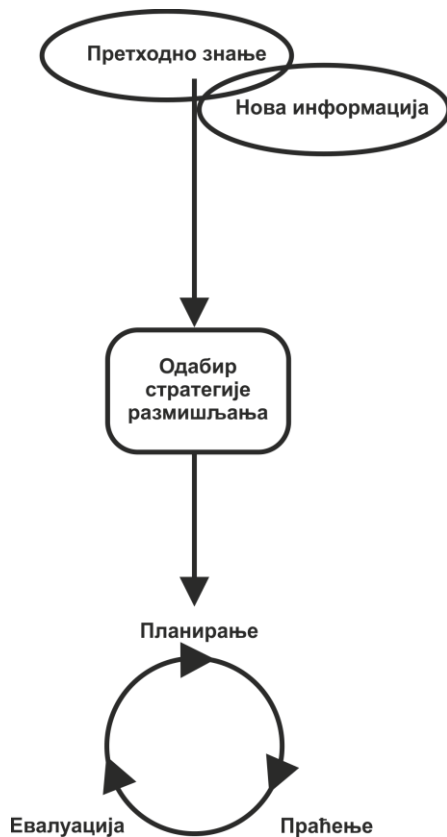 Претходно знање
Нова информација
Одабир
стратегије
размишљања
Планирање
Евалуација
Праћење